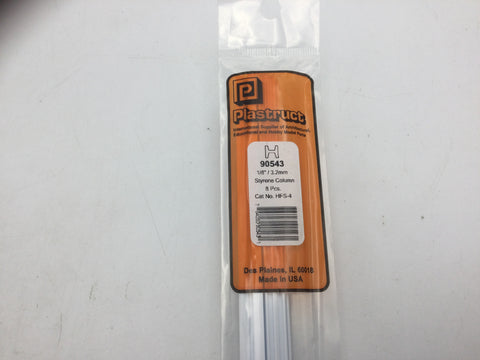 Plastruct
International Supplier of Architectural,
Educational and Hobby Model Parts
90543
1/8" / 3.2mm
Styrene Column
8 Pcs.
Cat No. HFS-4
Des Plaines, IL 60018
Made in USA